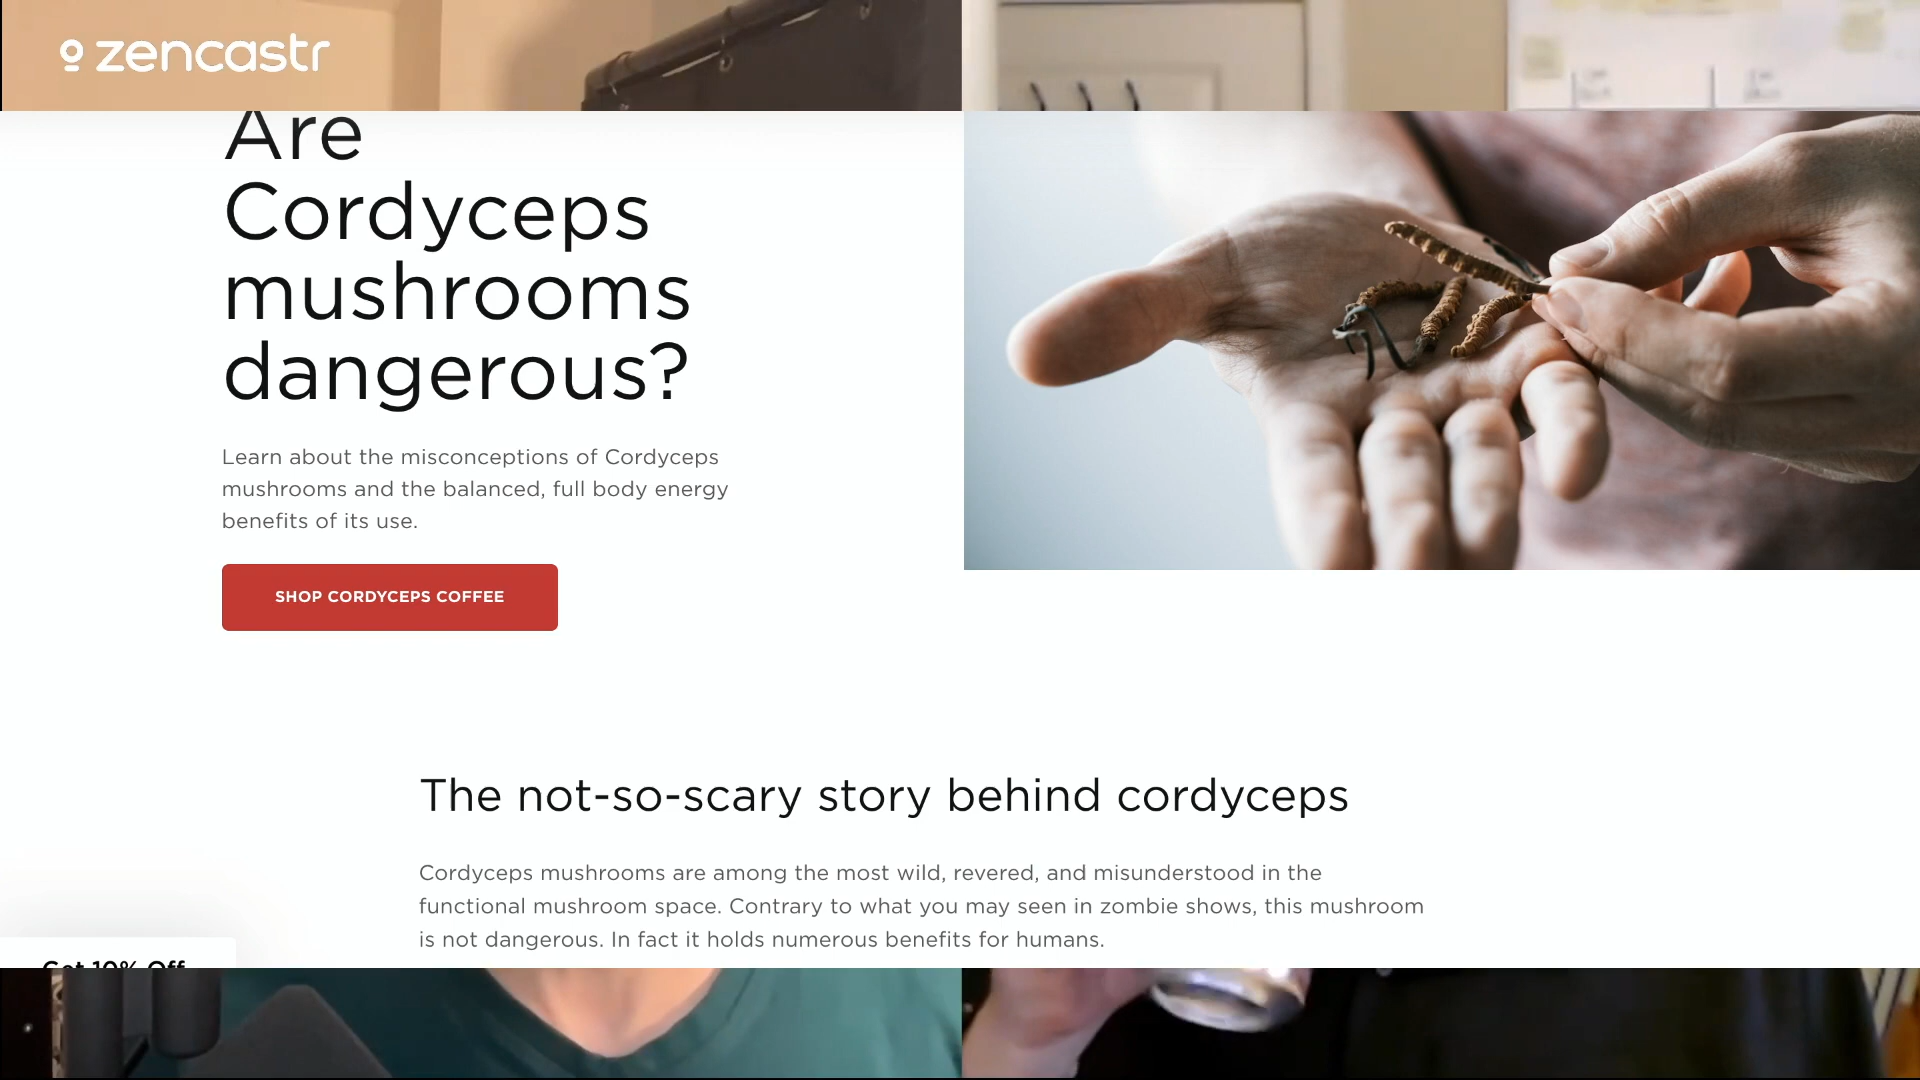 zencastr
Are
Cordyceps
mushrooms
dangerous?
Learn about the misconceptions of Cordyceps
mushrooms and the balanced, full body energy
benefits of its use.
SHOP CORDYCEPS COFFEE
The not-so-scary story behind cordyceps
Cordyceps mushrooms are among the most wild, revered, and misunderstood in the
functional mushroom space. Contrary to what you may seen in zombie shows, this mushroom
is not dangerous. In fact it holds numerous benefits for humans.
Get 10% Off